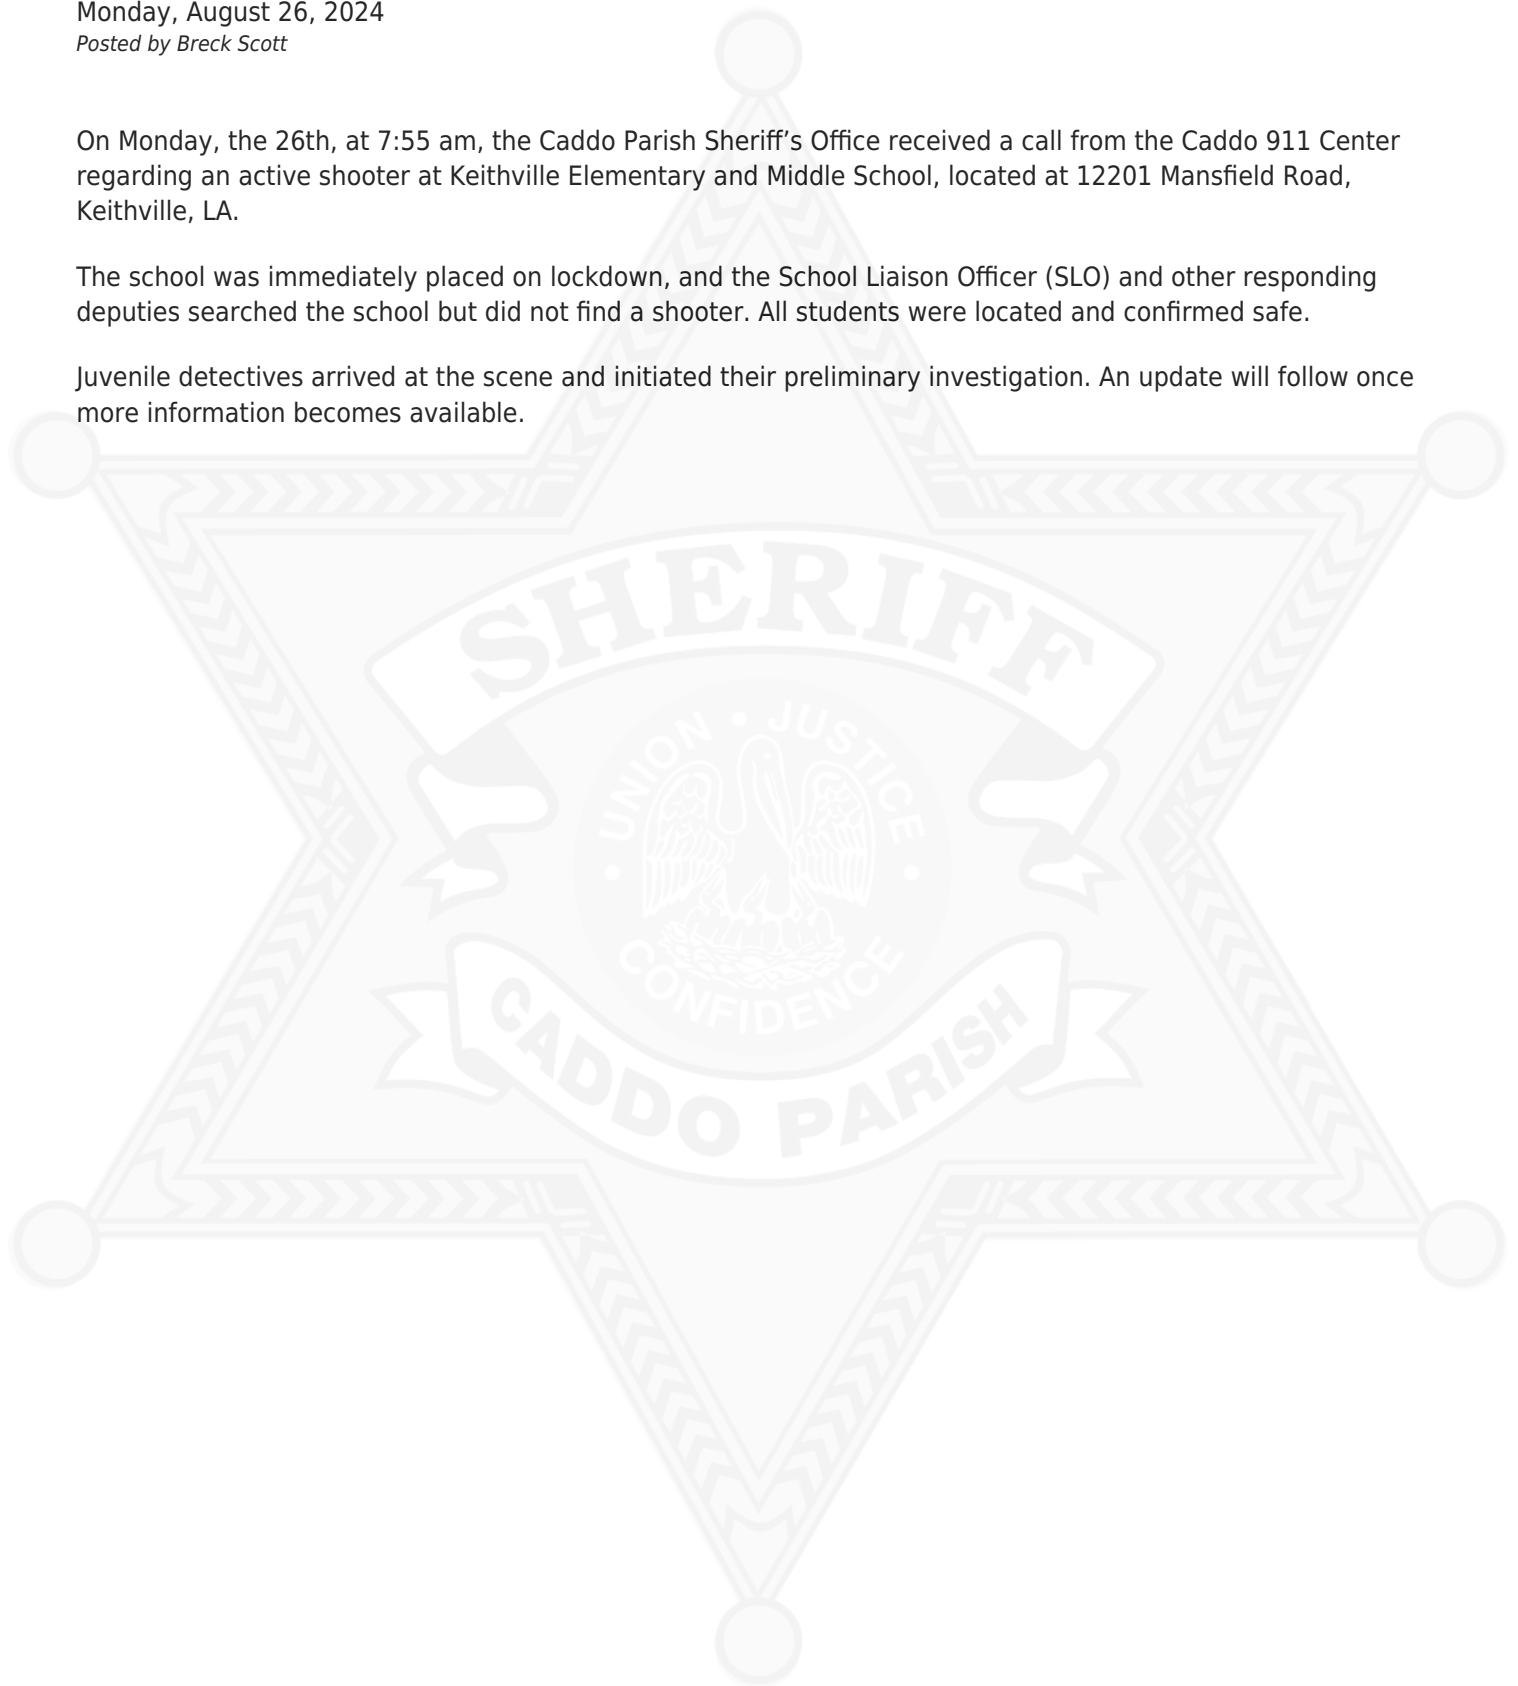 Monday, August 26, 2024
Posted by Breck Scott
On Monday, the 26th, at 7:55 am, the Caddo Parish Sheriff’s Office received a call from the Caddo 911 Center
regarding an active shooter at Keithville Elementary and Middle School, located at 12201 Mansfield Road,
Keithville, LA.
The school was immediately placed on lockdown, and the School Liaison Officer (SLO) and other responding
deputies searched the school but did not find a shooter. All students were located and confirmed safe.
Juvenile detectives arrived at the scene and initiated their preliminary investigation. An update will follow once
more information becomes available.
SHERIFF
UNION • JUSTICE
• CONFIDENCE •
CADDO PARISH